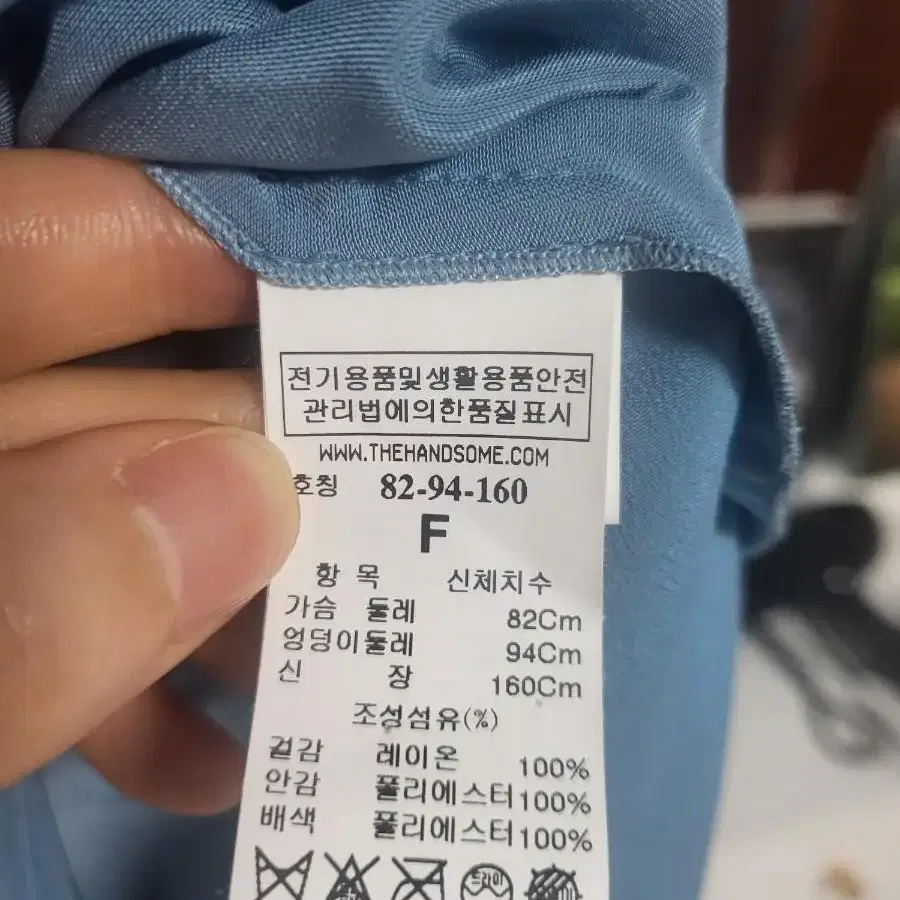 전기용품및생활용품안전
관리법에의한품질표시
WWW.THEHANDSOME.COM
호칭 82-94-160
F
항 목 신체치수
가슴 둘레 82Cm
엉덩이둘레 94Cm
신 장 160Cm
조성섬유(%)
겉감 레이온 100%
안감 폴리에스터 100%
배색 폴리에스터 100%
드라이